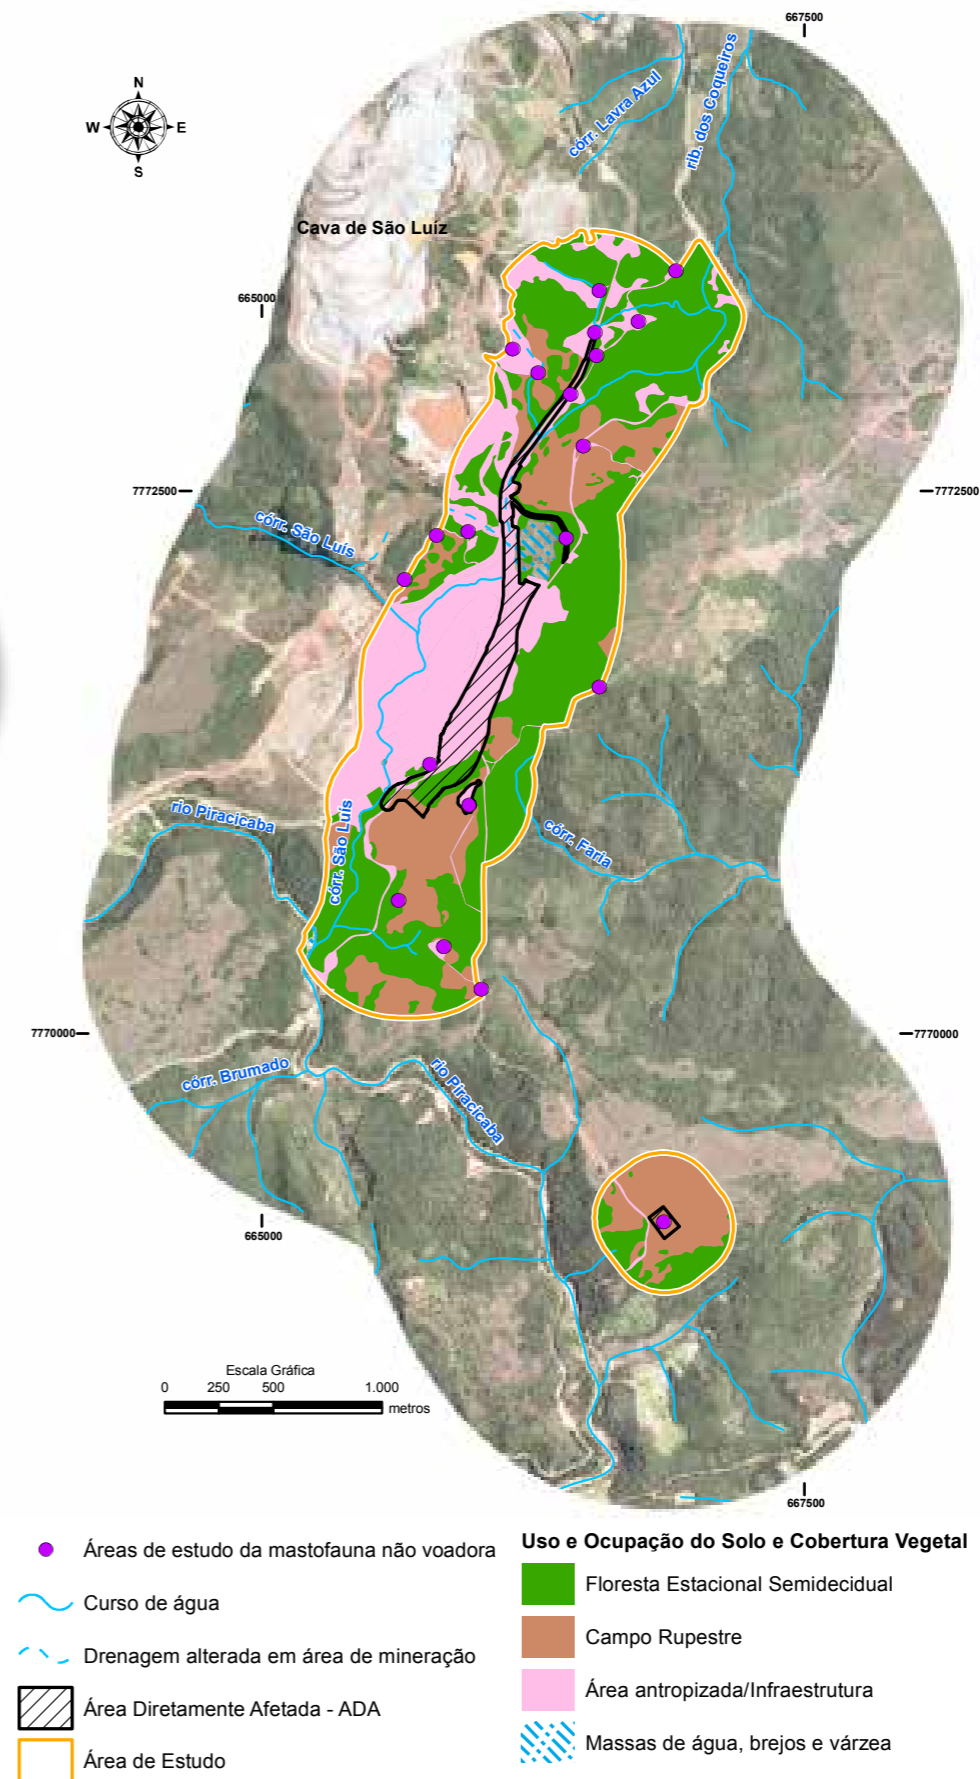 667500
N
W
E
S
córr. Lavra Azul
rib. dos Coqueiros
Cava de São Luíz
665000
7772500
7772500
córr. São Luís
rio Piracicaba
córr. São Luís
córr. Faria
7770000
7770000
córr. Brumado
rio Piracicaba
665000
Escala Gráfica
0 250 500 1.000
metros
667500
Áreas de estudo da mastofauna não voadora
Curso de água
Drenagem alterada em área de mineração
Área Diretamente Afetada - ADA
Área de Estudo
Uso e Ocupação do Solo e Cobertura Vegetal
Floresta Estacional Semidecidual
Campo Rupestre
Área antropizada/Infraestrutura
Massas de água, brejos e várzea